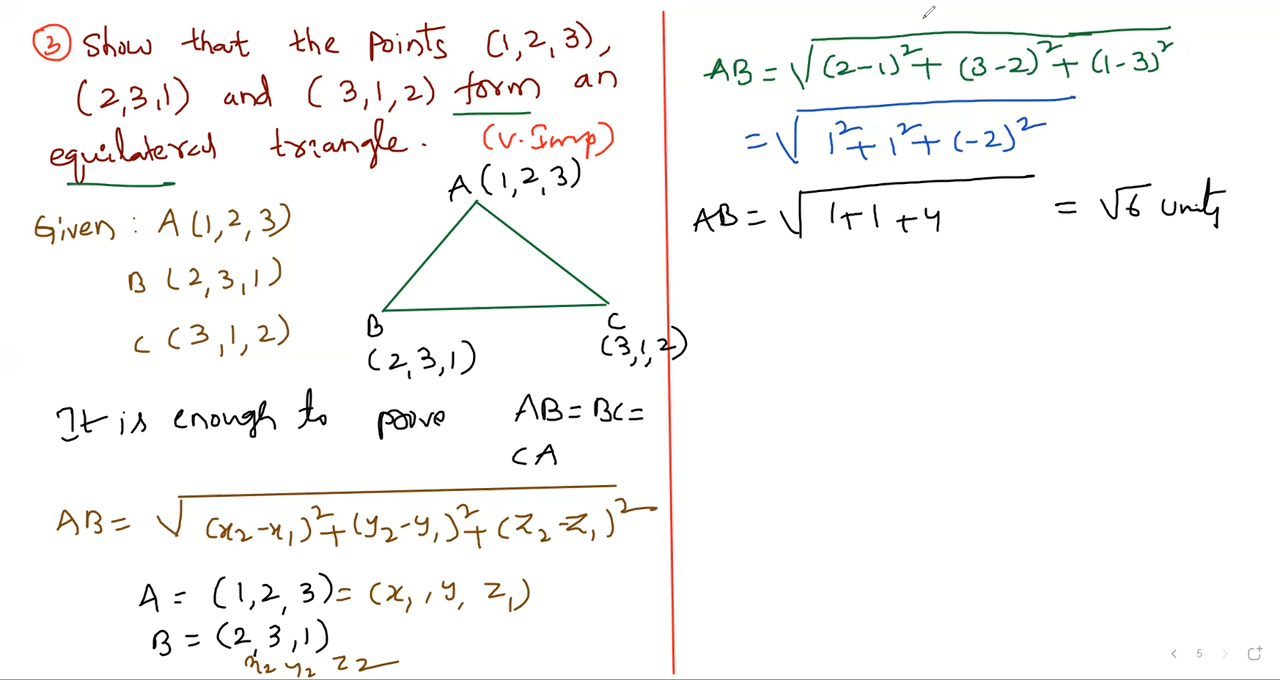 ③ Show that the points (1,2,3),
(2,3,1) and (3,1,2) form an
equilateral triangle. (V. Imp)
A(1,2,3)
Given: A(1,2,3)
B (2,3,1)
C (3,1,2)
B
(2,3,1)
C
(3,1,2)
It is enough to prove AB=BC=
CA
AB = √(x₂-x₁)²+(y₂-y₁)²+(z₂-z₁)²
A = (1,2,3) = (x₁, y, z₁)
B = (2,3,1)
x₂ y₂ z₂
AB = √(2-1)²+(3-2)²+(1-3)²
= √1²+1²+(-2)²
AB = √1+1+4 = √6 units
5